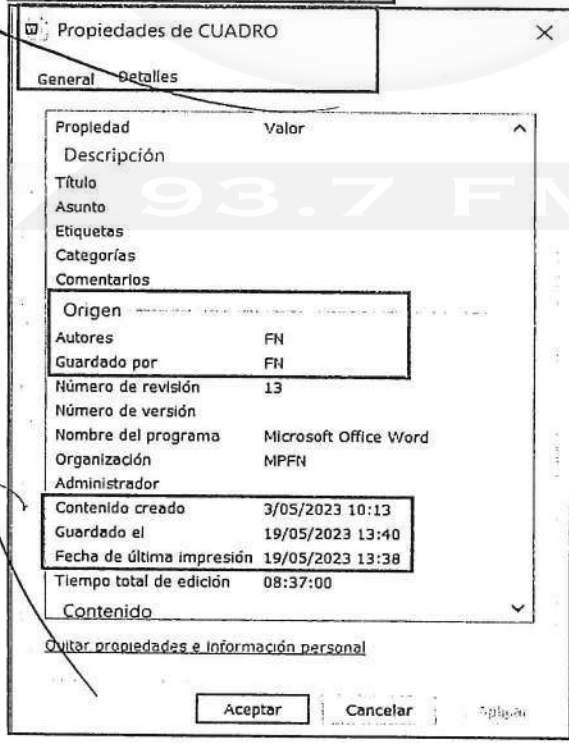 Propiedades de CUADRO
General Detalles
Propiedad Valor
Descripción
Título
Asunto
Etiquetas
Categorías
Comentarios
Origen
Autores FN
Guardado por FN
Número de revisión 13
Número de versión
Nombre del programa Microsoft Office Word
Organización MPFN
Administrador
Contenido creado 3/05/2023 10:13
Guardado el 19/05/2023 13:40
Fecha de última impresión 19/05/2023 13:38
Tiempo total de edición 08:37:00
Contenido
Quitar propiedades e información personal
Aceptar Cancelar Aplicar
93.7 FN